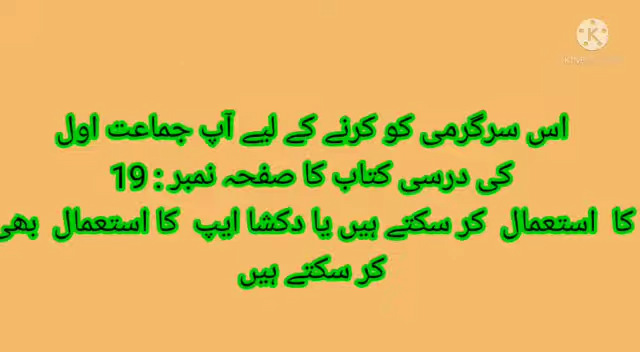 اس سرگرمی کو کرنے کے لیے آپ جماعت اول
کی درسی کتاب کا صفحہ نمبر : 19
کا استعمال کر سکتے ہیں یا دکشا ایپ کا استعمال بھی
کر سکتے ہیں